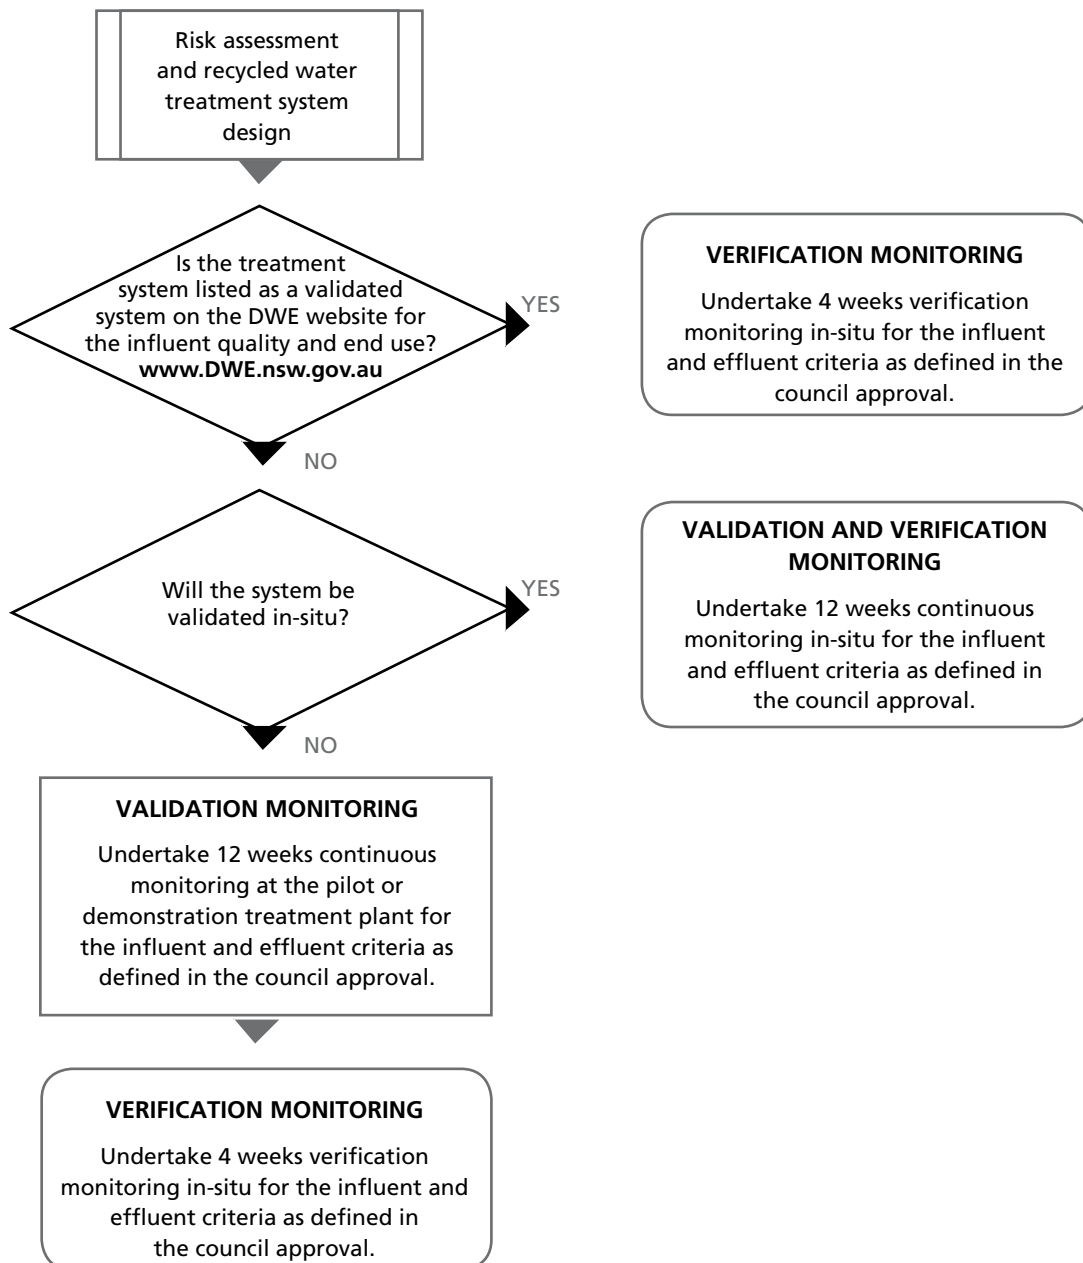 Risk assessment
and recycled water
treatment system
design
Is the treatment
system listed as a validated
system on the DWE website for
the influent quality and end use?
www.DWE.nsw.gov.au
YES
VERIFICATION MONITORING
Undertake 4 weeks verification
monitoring in-situ for the influent
and effluent criteria as defined in the
council approval.
NO
Will the system be
validated in-situ?
YES
VALIDATION AND VERIFICATION
MONITORING
Undertake 12 weeks continuous
monitoring in-situ for the influent
and effluent criteria as defined in
the council approval.
NO
VALIDATION MONITORING
Undertake 12 weeks continuous
monitoring at the pilot or
demonstration treatment plant for
the influent and effluent criteria as
defined in the council approval.
VERIFICATION MONITORING
Undertake 4 weeks verification
monitoring in-situ for the influent and
effluent criteria as defined in
the council approval.